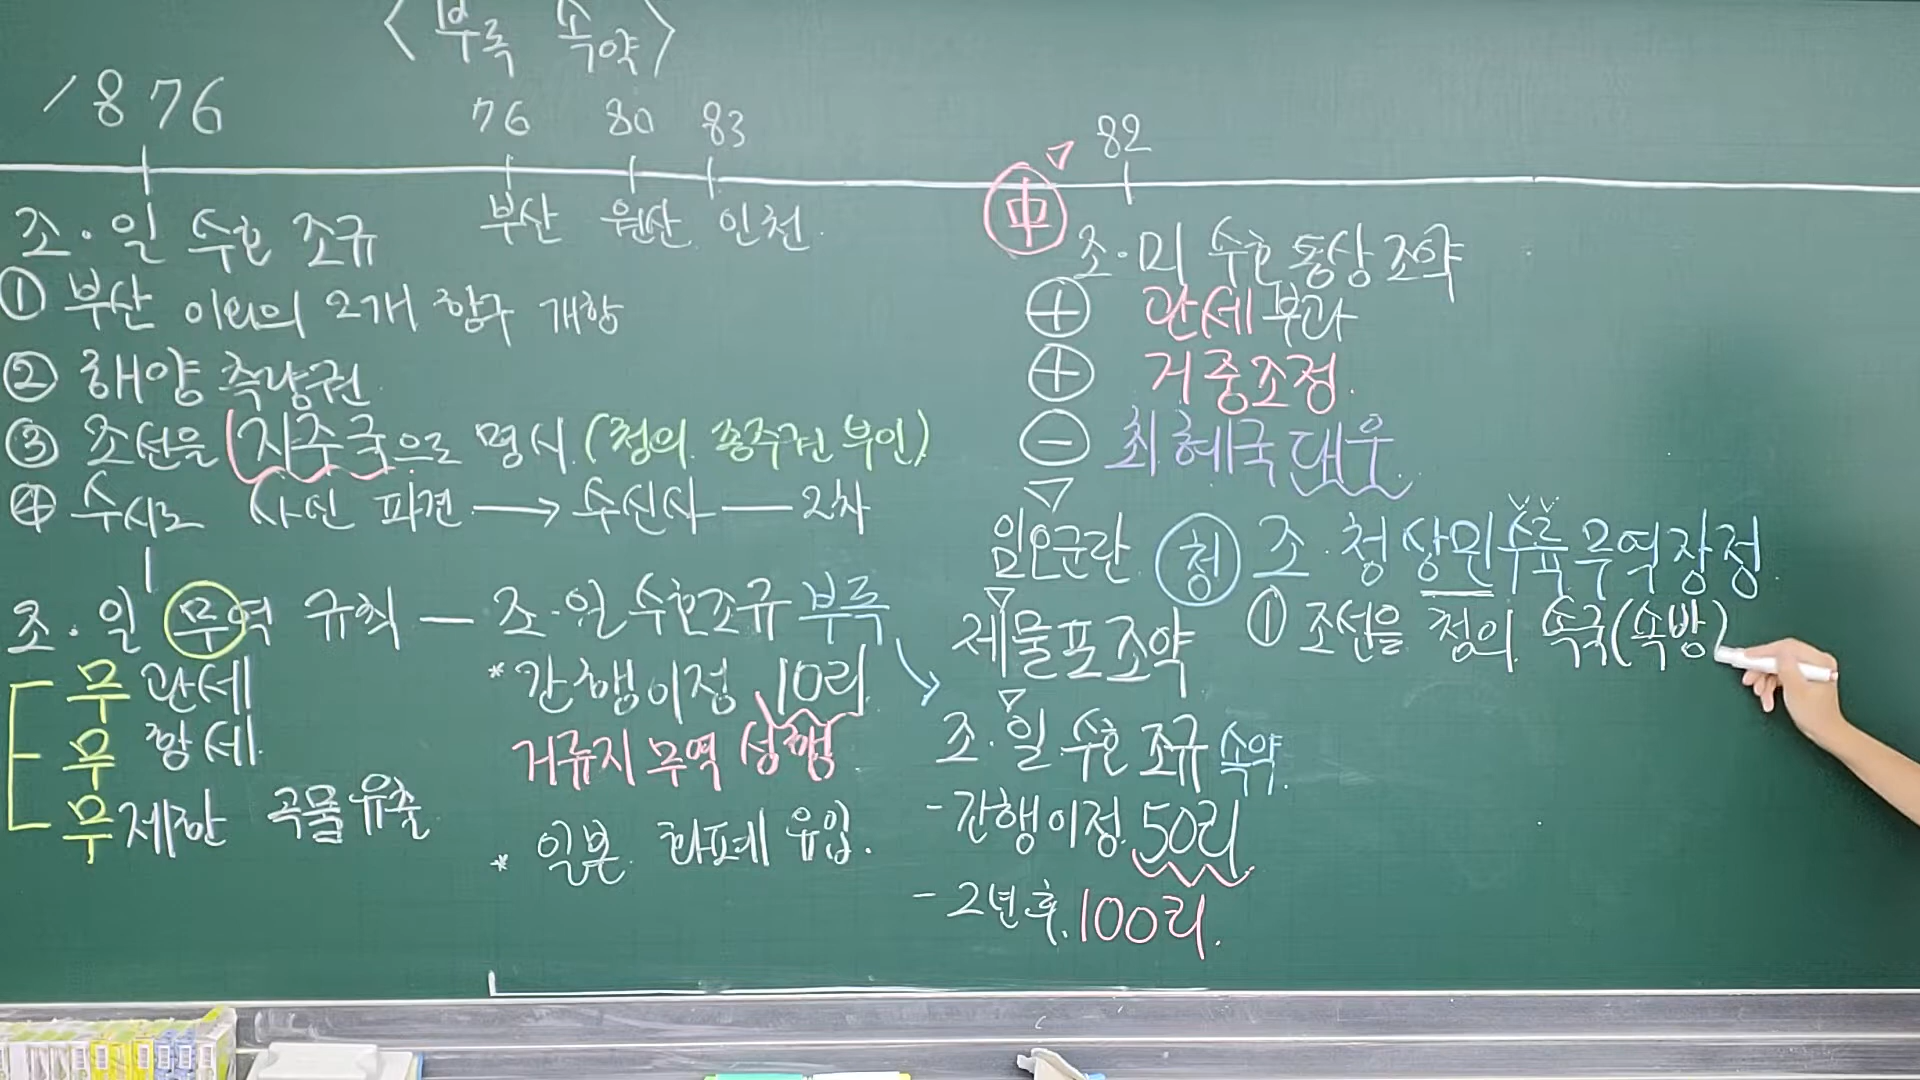 <부록 속약>
1876
76 80 83
부산 원산 인천
조·일 수호 조규
① 부산 이외의 2개 항구 개항
② 해양 측량권
③ 조선을 자주국으로 명시 (청의 종주권 부인)
④ 수시로 사신 파견 → 수신사 — 2차
조·일 무역 규칙 — 조·일 수호조규 부록
무 관세
무 항세
무제한 곡물유출
* 간행이정 10리
거류지 무역 성행
* 일본 화폐 유입.
82
中
조·미 수호통상조약
⊕ 관세 부과
⊕ 거중조정.
⊖ 최혜국 대우.
임오군란
제물포조약
조·일 수호 조규 속약
- 간행이정 50리
- 2년 후. 100리.
청 조·청상민수륙무역장정
① 조선을 청의 속국(속방)